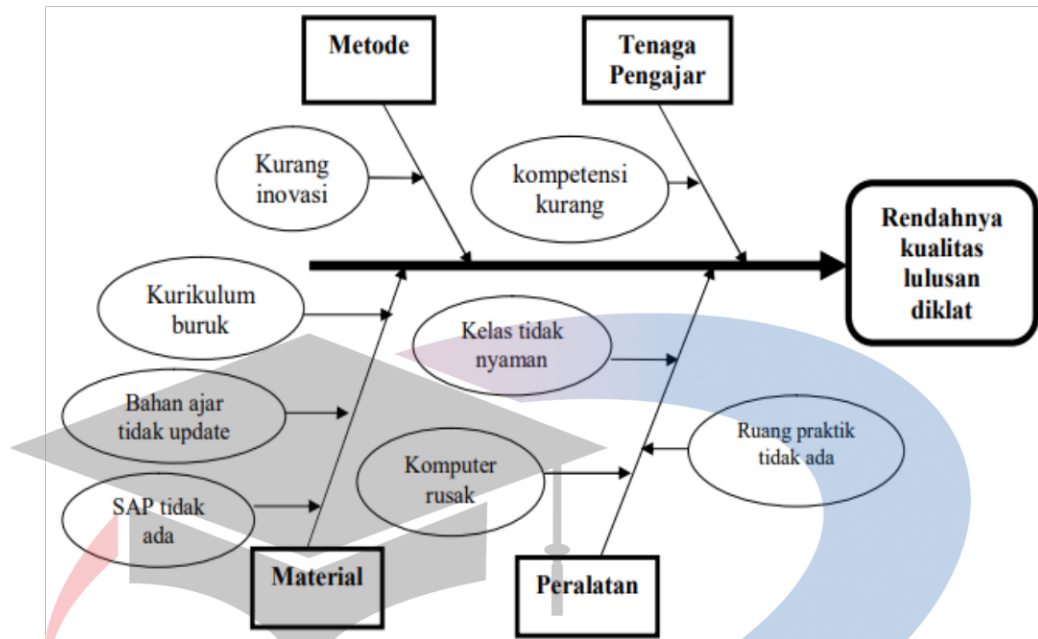 Metode
Tenaga
Pengajar
Kurang
inovasi
kompetensi
kurang
Rendahnya
kualitas
lulusan
diklat
Kurikulum
buruk
Kelas tidak
nyaman
Bahan ajar
tidak update
Ruang praktik
tidak ada
Komputer
rusak
SAP tidak
ada
Material
Peralatan